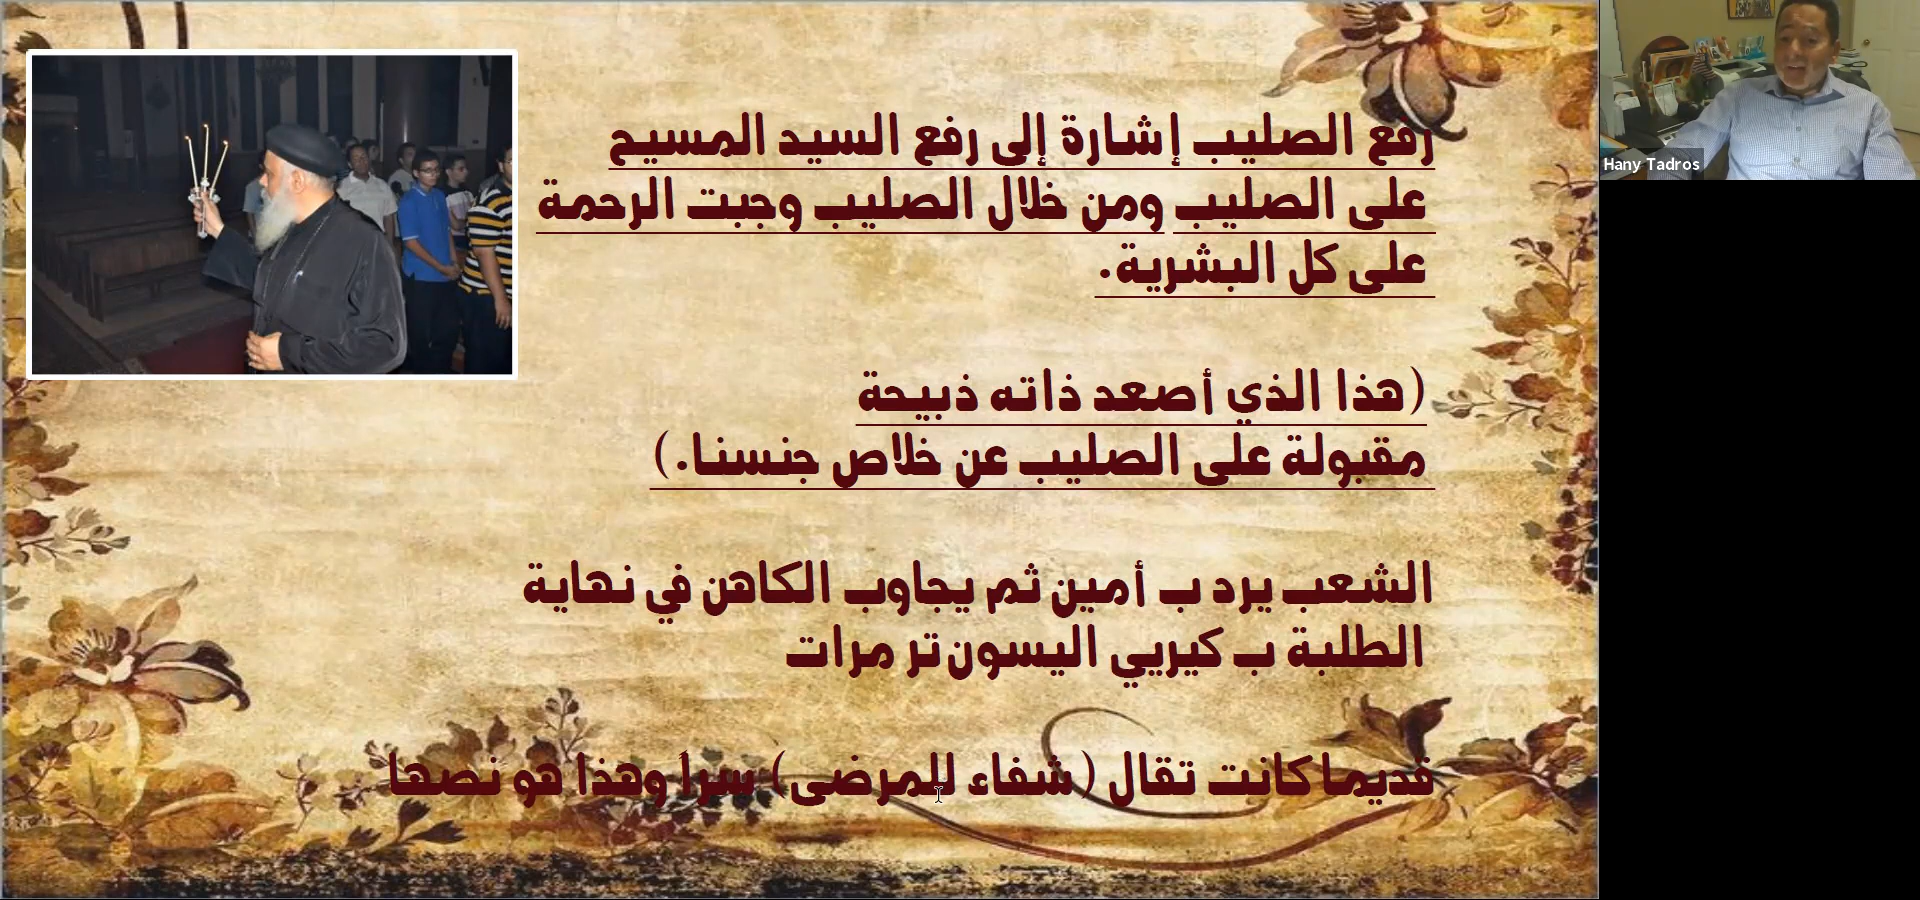 رفع الصليب إشارة إلى رفع السيد المسيح
على الصليب ومن خلال الصليب وجبت الرحمة
على كل البشرية.
(هذا الذي أصعد ذاته ذبيحة
مقبولة على الصليب عن خلاص جنسنا.)
الشعب يرد ب أمين ثم يجاوب الكاهن في نهاية
الطلبة ب كيريي اليسون تر مرات
قديما كانت تقال (شفاء للمرضى) سراً وهذا هو نصها
Hany Tadros